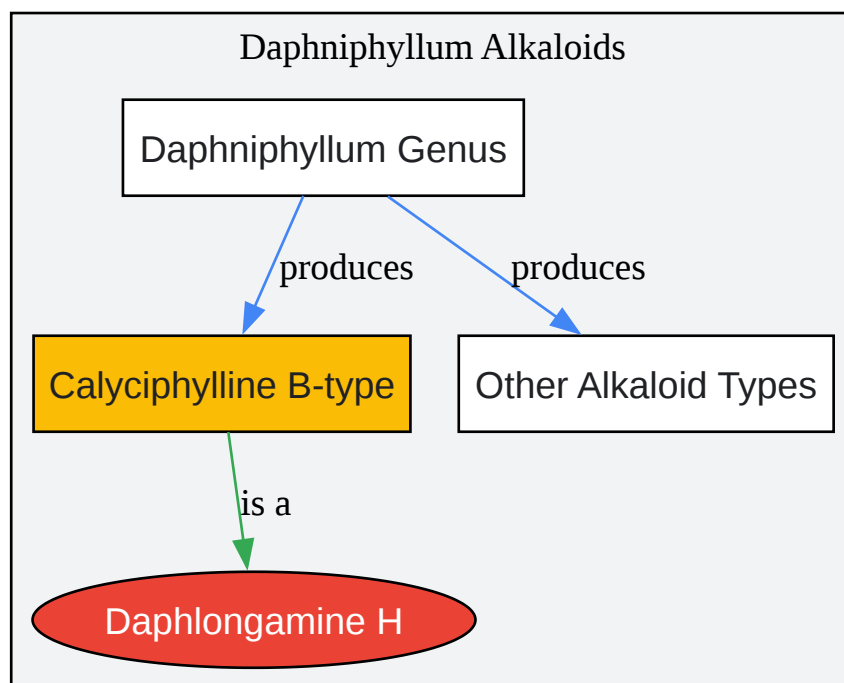 Daphniphyllum Alkaloids
Daphniphyllum Genus
produces
produces
Calyciphylline B-type
Other Alkaloid Types
is a
Daphlongamine H